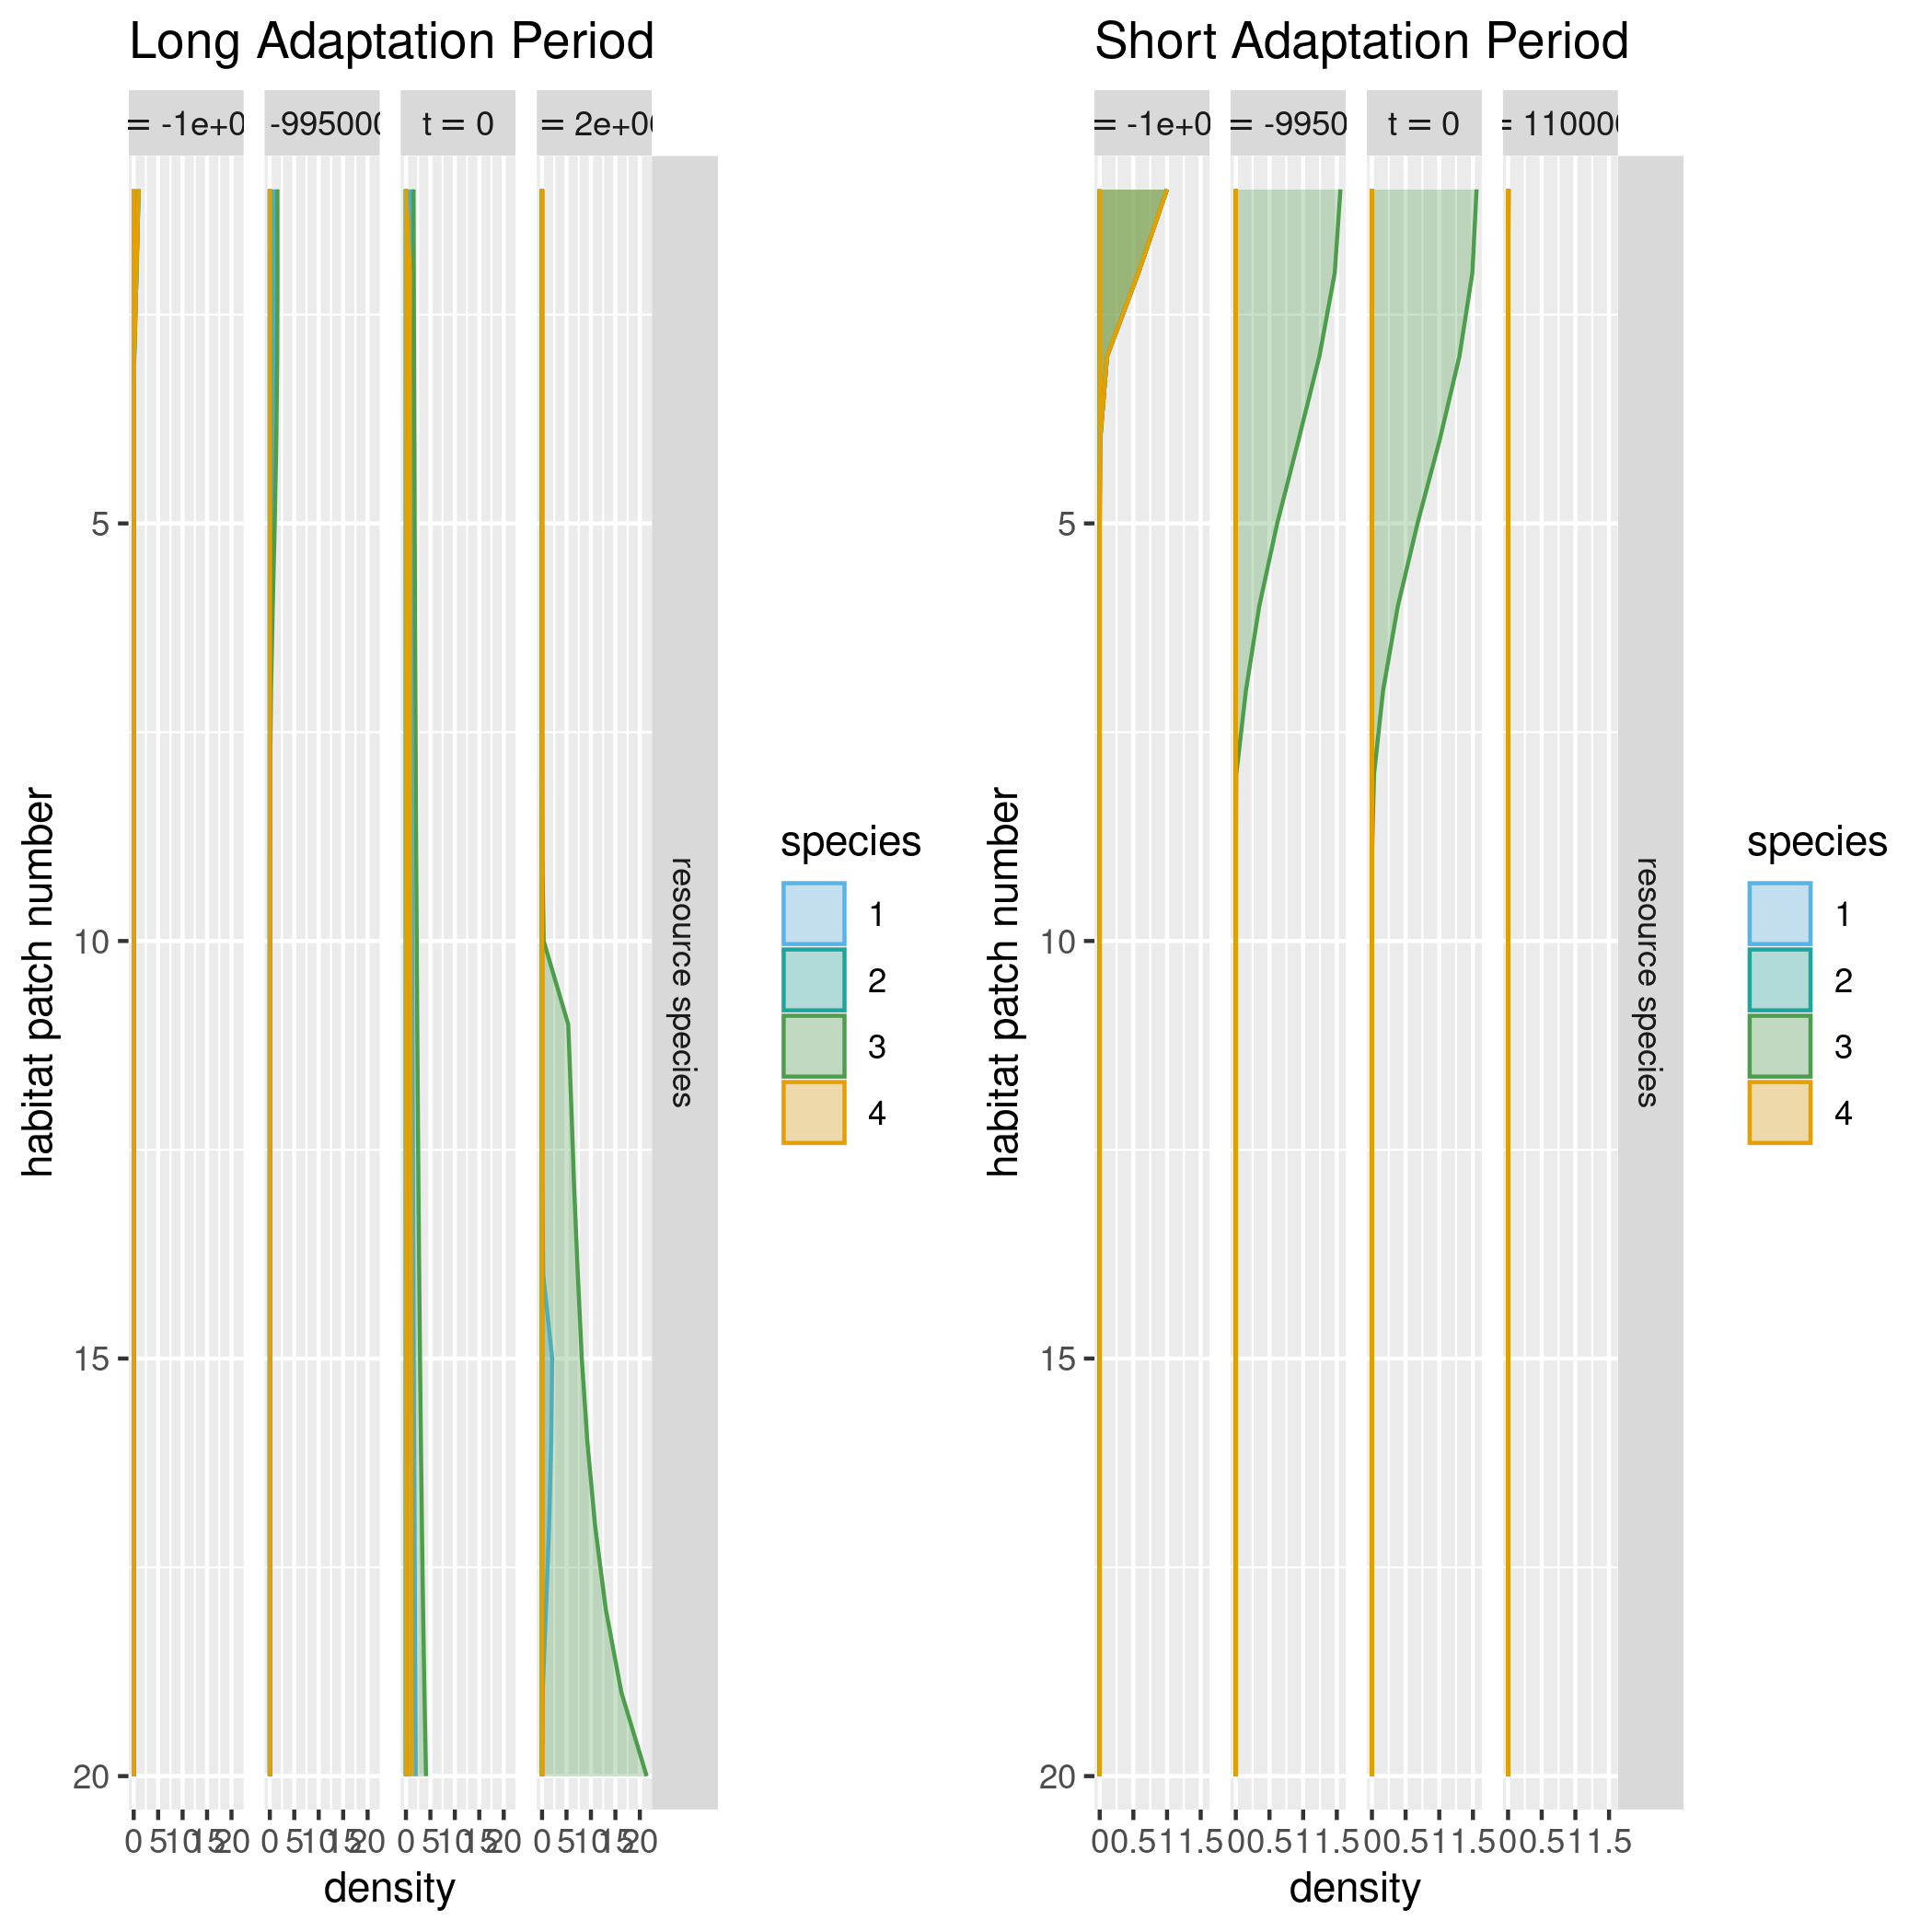 Long Adaptation Period
= -1e+0
-995000
t = 0
= 2e+00
habitat patch number
5
10
15
20
resource species
0 5 10 15 20
0 5 10 15 20
0 5 10 15 20
0 5 10 15 20
density
species
1
2
3
4
Short Adaptation Period
= -1e+0
= -9950
t = 0
= 110000
habitat patch number
5
10
15
20
resource species
0 0.5 1 1.5
0 0.5 1 1.5
0 0.5 1 1.5
0 0.5 1 1.5
density
species
1
2
3
4